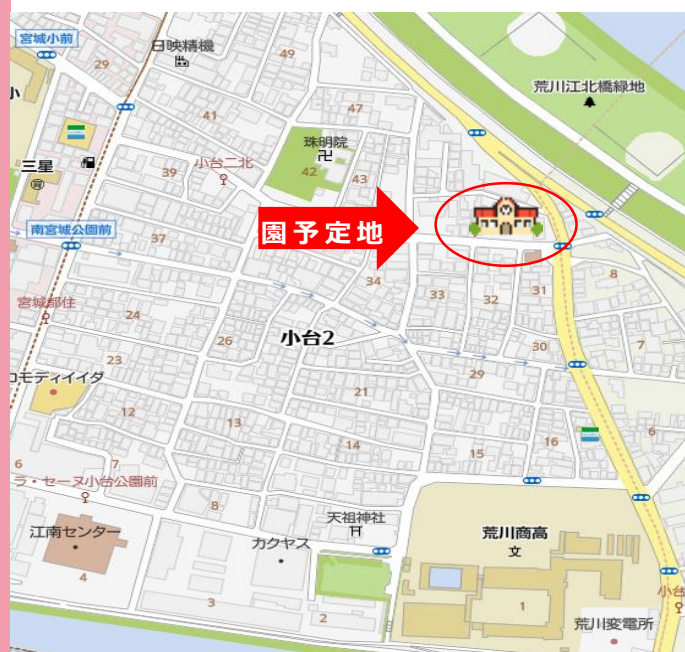 宮城小前
日映精機
49
29
荒川江北橋緑地
小
41
47
珠明院
三星
39
小台二北
42
43
園予定地
南宮城公園前
37
34
8
宮城都住
33
32
31
24
26
小台2
7
23
30
コモディイイダ
29
21
12
13
14
16
6
15
6
7
ラ・セーヌ小台公園前
8
天祖神社
江南センター
カクヤス
荒川商高
文
4
3
2
1
小台
荒川変電所